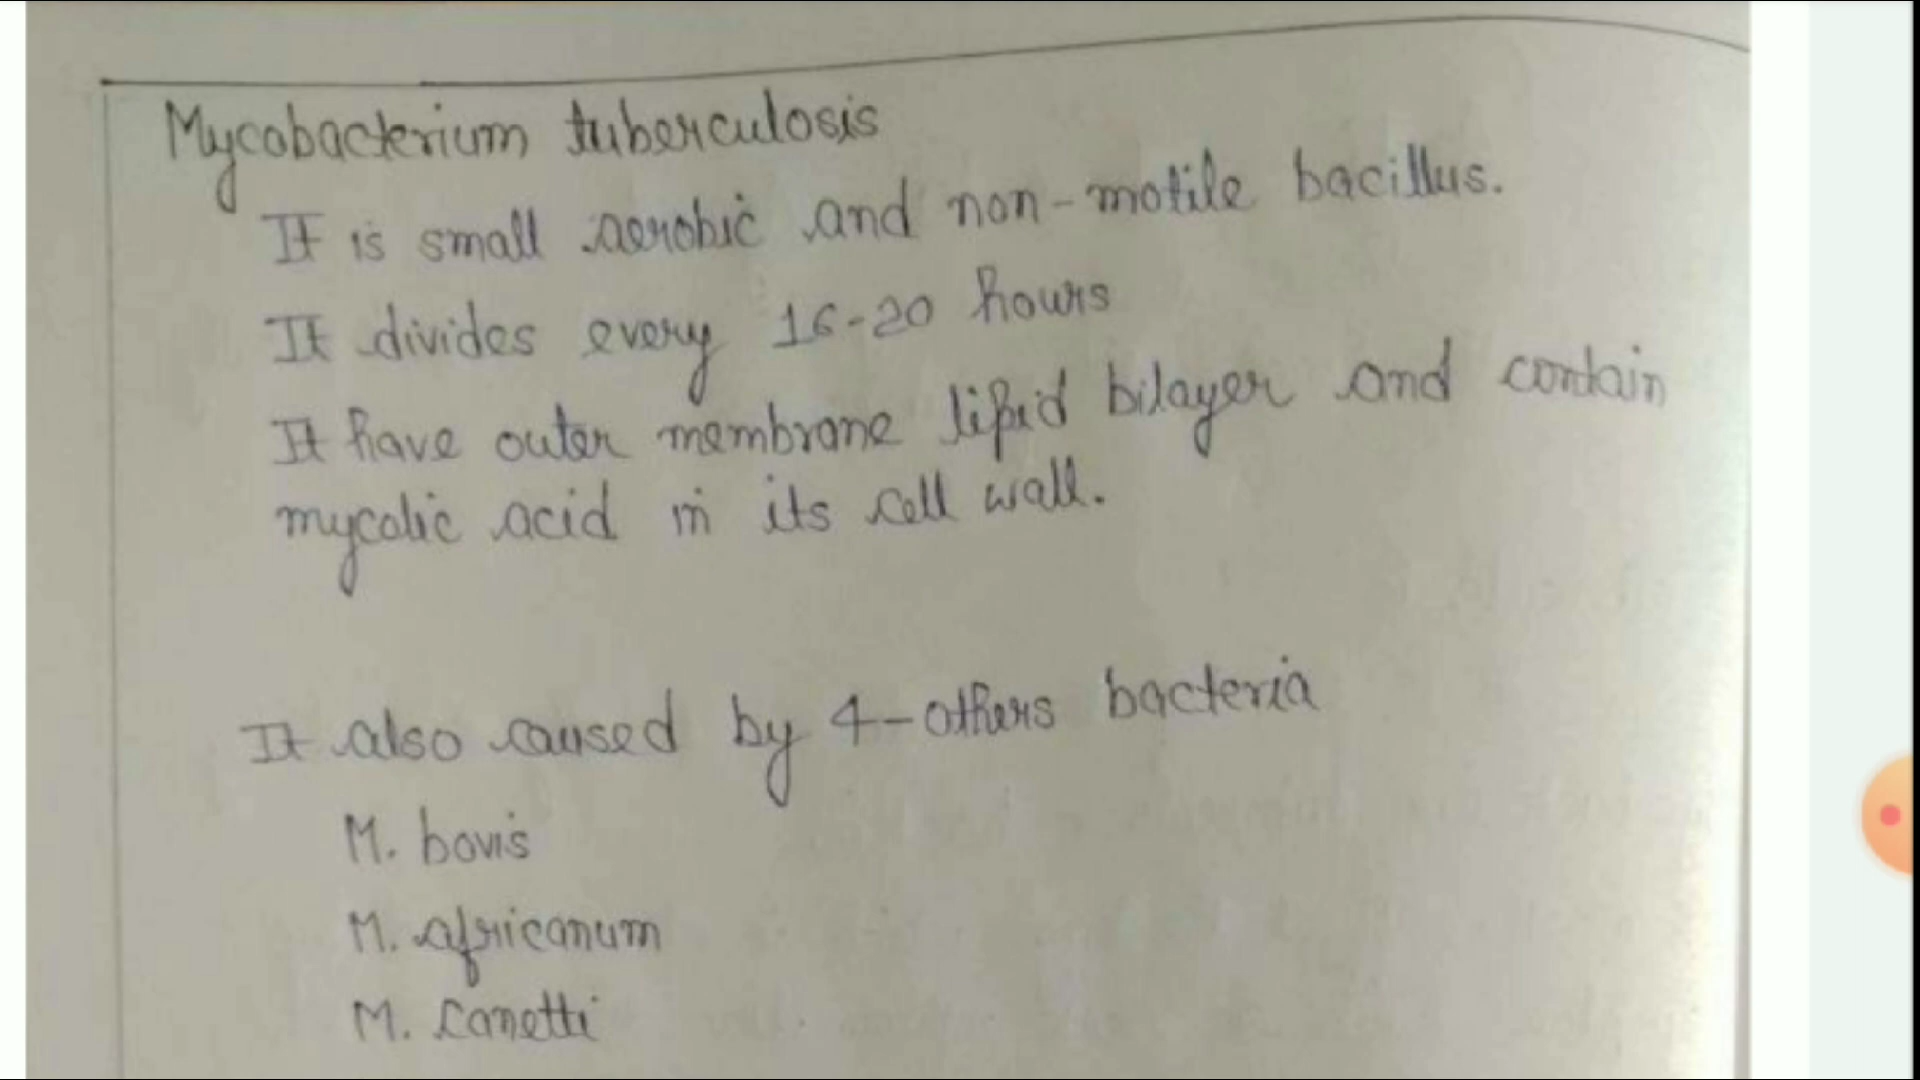 Mycobacterium tuberculosis
It is small aerobic and non-motile bacillus.
It divides every 16-20 hours
It have outer membrane lipid bilayer and contain
mycolic acid in its cell wall.
It also caused by 4-others bacteria
M. bovis
M. africanum
M. canetti